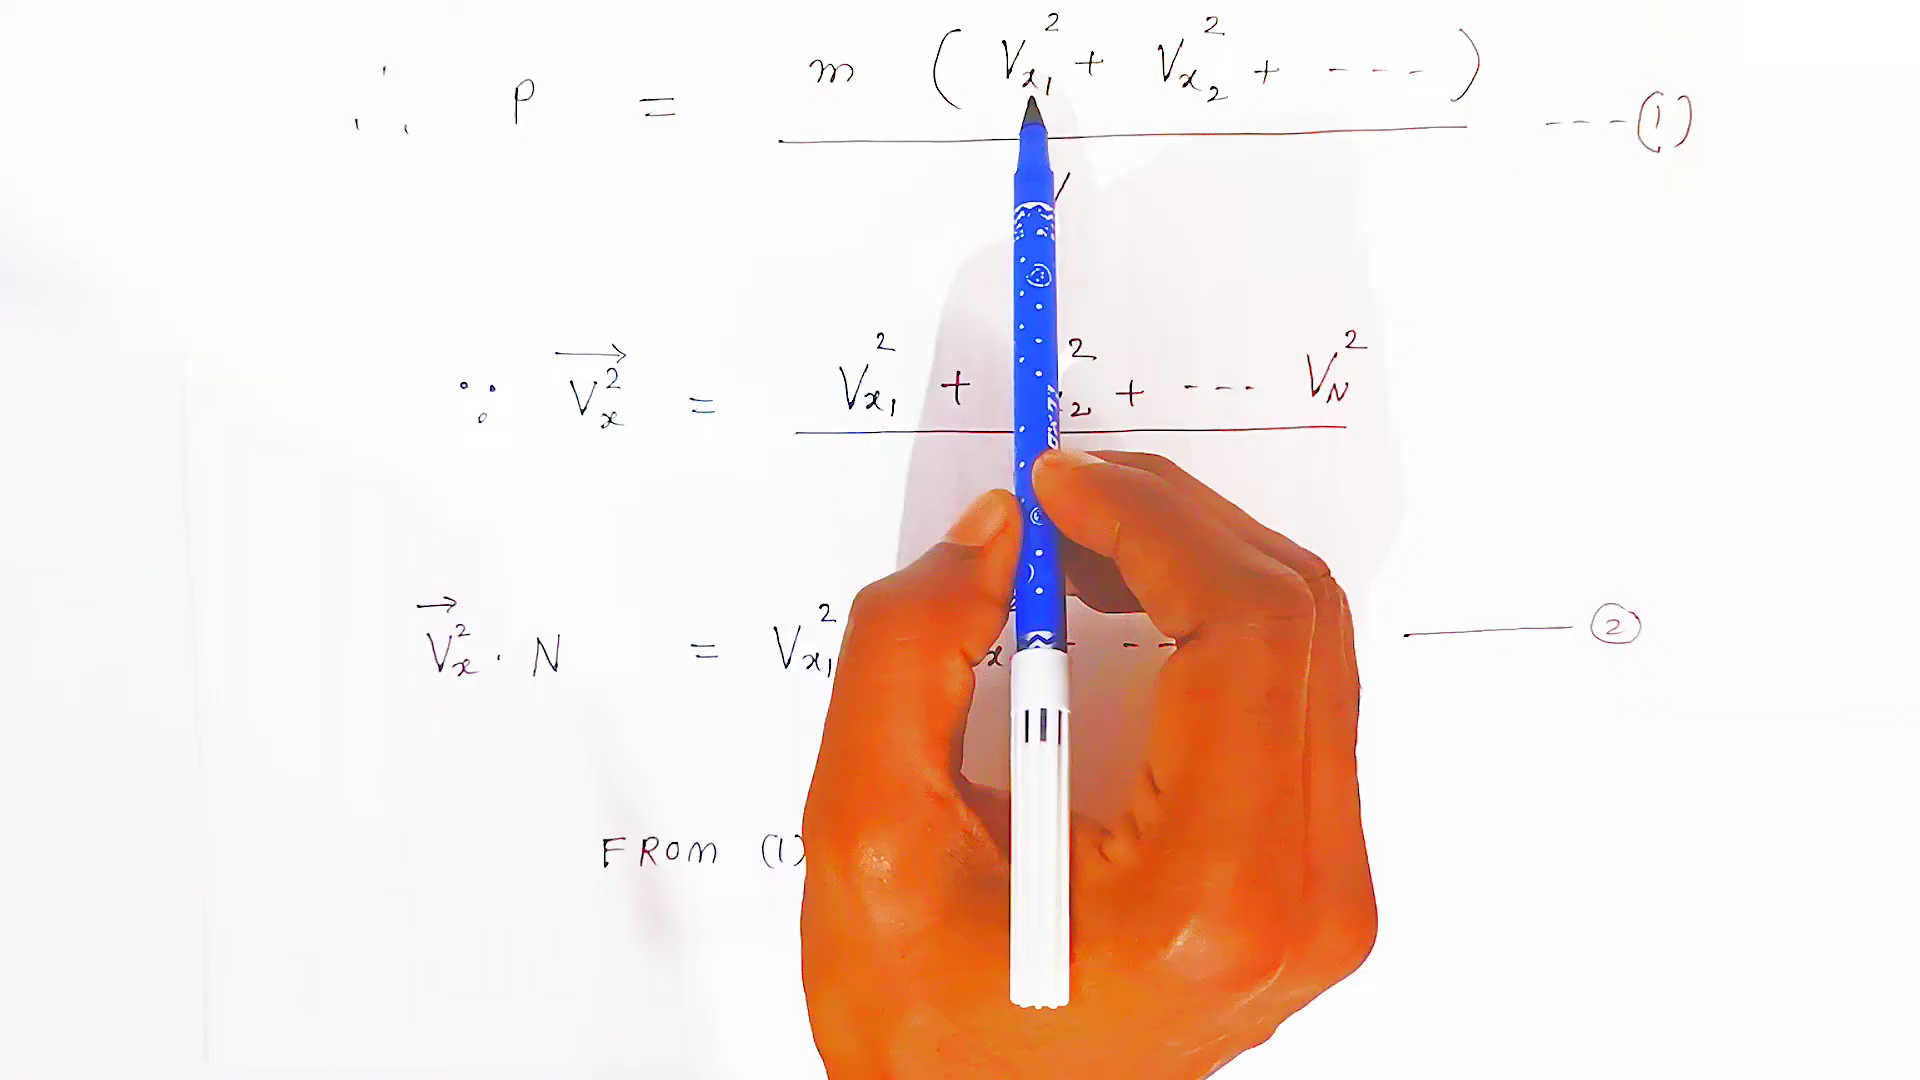 ∴ P = m ( Vx₁² + Vx₂² + - - - - ) - - - - (1)
∵ Vx² = Vx₁² + ₂² + - - - - VN²
Vx² · N = Vx₁² x - - - ②
FROM (1)